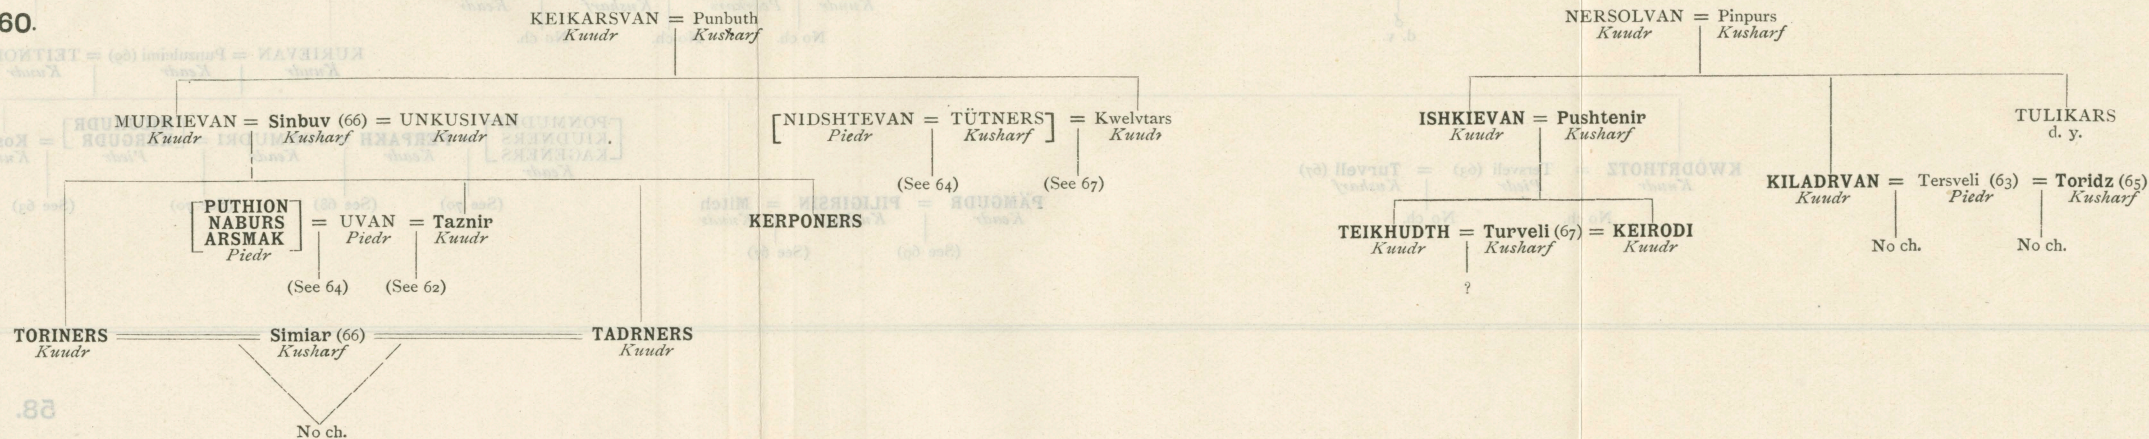 60.
KEIKARSVAN = Punbuth
Kuudr Kusharf
NERSOLVAN = Pinpurs
Kuudr Kusharf
MUDRIEVAN = Sinbuv (66) = UNKUSIVAN
Kuudr Kusharf Kuudr
[NIDSHTEVAN = TÜTNERS] = Kwelvtars
Piedr Kusharf Kuudr
(See 64) (See 67)
ISHKIEVAN = Pushtenir
Kuudr Kusharf
TULIKARS
d. y.
KILADRVAN = Tersveli (63) = Toridz (65)
Kuudr Piedr Kusharf
No ch. No ch.
PUTHION
NABURS
ARSMAK
Piedr
= UVAN = Taznir
Piedr Kuudr
(See 64) (See 62)
KERPONERS
TEIKHUDTH = Turveli (67) = KEIRODI
Kuudr Kusharf Kuudr
?
TORINERS Simiar (66) TADRNERS
Kuudr Kusharf Kuudr
No ch.
58.